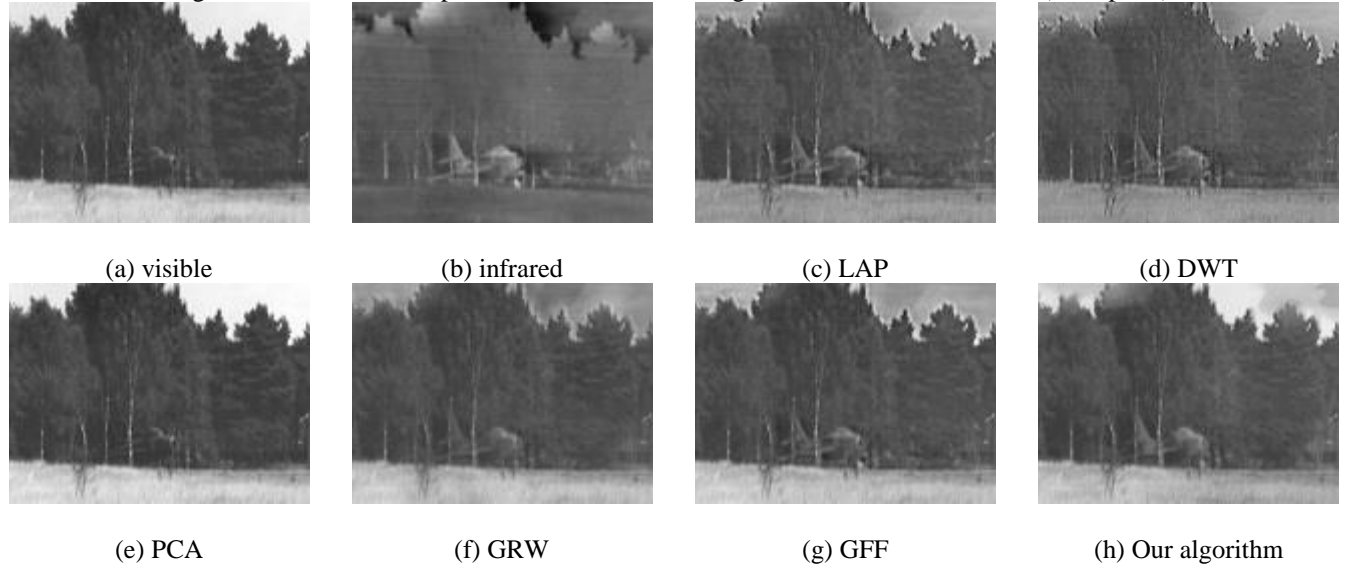 (a) visible
(b) infrared
(c) LAP
(d) DWT
(e) PCA
(f) GRW
(g) GFF
(h) Our algorithm